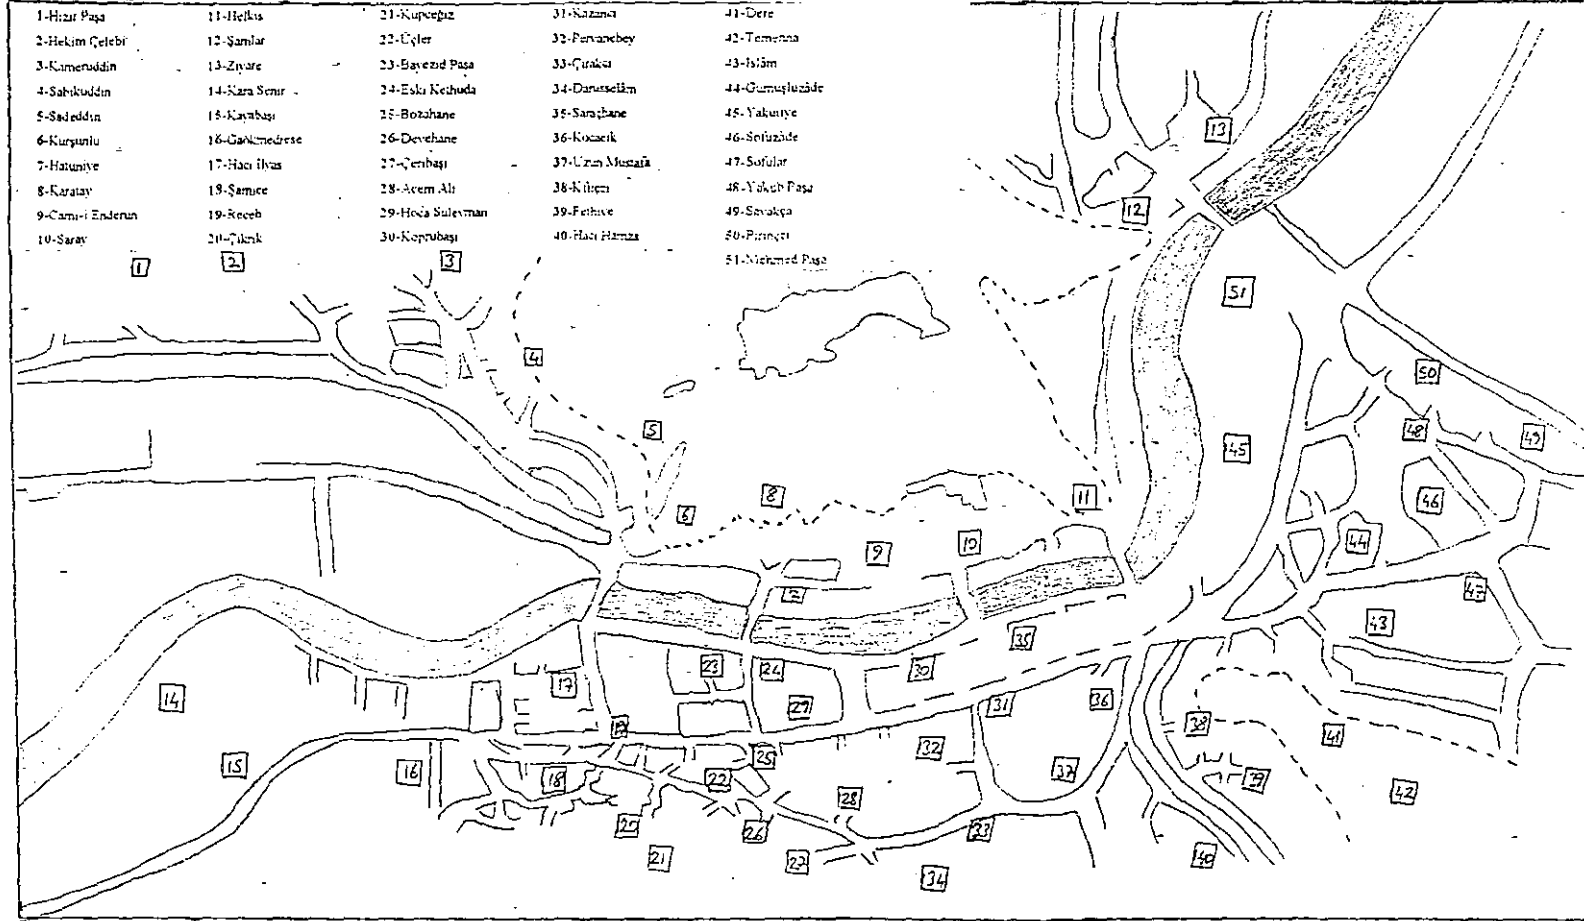 1-Hızır Paşa
2-Hekim Çelebi
3-Kameruddin
4-Sabıkuddin
5-Sadeddin
6-Kurşunlu
7-Hatuniye
8-Karatay
9-Cami-i Enderun
10-Saray
11-Helkıs
12-Şamlar
13-Ziyare
14-Kara Senir
15-Kayabaşı
16-Gökmedrese
17-Hacı İlyas
18-Şamice
19-Receb
20-Çıkrık
21-Kupceğiz
22-Üçler
23-Bayezid Paşa
24-Eski Kethuda
25-Bozahane
26-Devehane
27-Çeribaşı
28-Acem Ali
29-Hoca Suleyman
30-Koprubaşı
31-Kazancı
32-Pervanebey
33-Çırakçı
34-Darusselâm
35-Saraçhane
36-Kocacık
37-Uzun Mustafa
38-Kürçcı
39-Fethiye
40-Hacı Hamza
41-Dere
42-Temenna
43-İslâm
44-Gumuşluzâde
45-Yakutiye
46-Sofuzâde
47-Sofular
48-Yakub Paşa
49-Savakça
50-Pirinççi
51-Mehmed Paşa
1
2
3
4
5
6
8
9
10
11
12
13
51
50
48
49
45
46
44
47
43
35
30
31
36
38
41
42
39
40
37
33
34
32
28
29
24
23
17
19
25
22
18
16
15
14
20
21
26
27